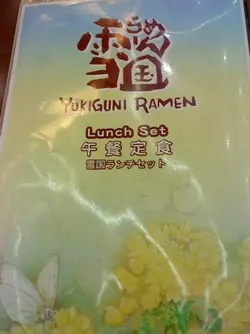 雪国
らーめん
YUKIGUNI RAMEN
Lunch Set
午餐定食
雪国ランチセット